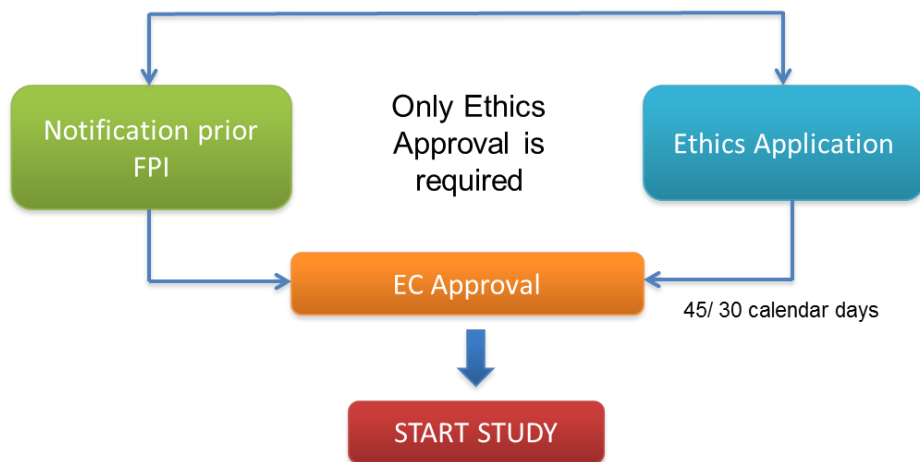 Notification prior
FPI
Only Ethics
Approval is
required
Ethics Application
EC Approval
45/ 30 calendar days
START STUDY